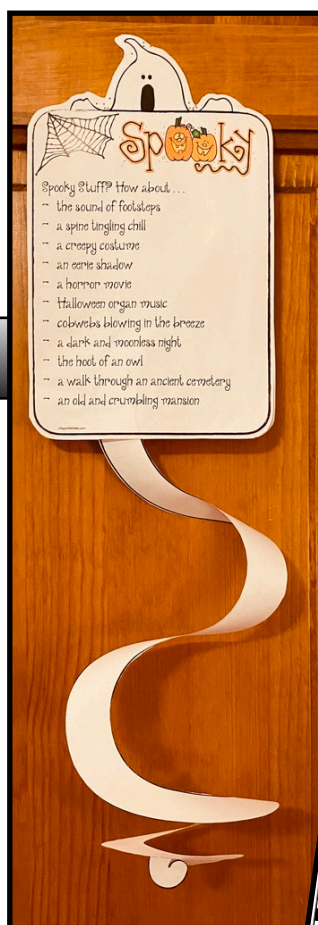 Spooky
Spooky Stuff? How about . . .
- the sound of footsteps
- a spine tingling chill
- a creepy costume
- an eerie shadow
- a horror movie
- Halloween organ music
- cobwebs blowing in the breeze
- a dark and moonless night
- the hoot of an owl
- a walk through an ancient cemetery
- an old and crumbling mansion